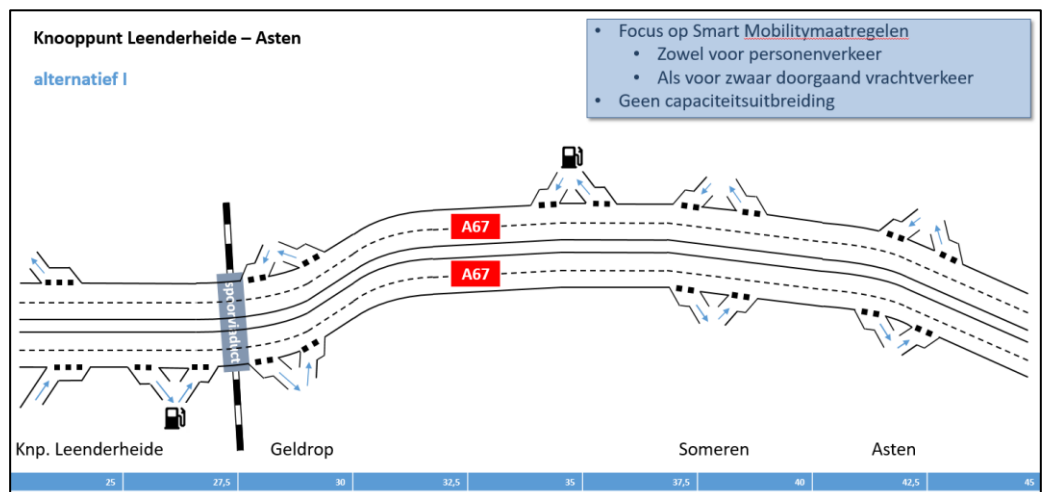 Knooppunt Leenderheide – Asten
alternatief I
• Focus op Smart Mobilitymaatregelen
• Zowel voor personenverkeer
• Als voor zwaar doorgaand vrachtverkeer
• Geen capaciteitsuitbreiding
A67
A67
spoorviaduct
Knp. Leenderheide
Geldrop
Someren
Asten
25 27,5 30 32,5 35 37,5 40 42,5 45